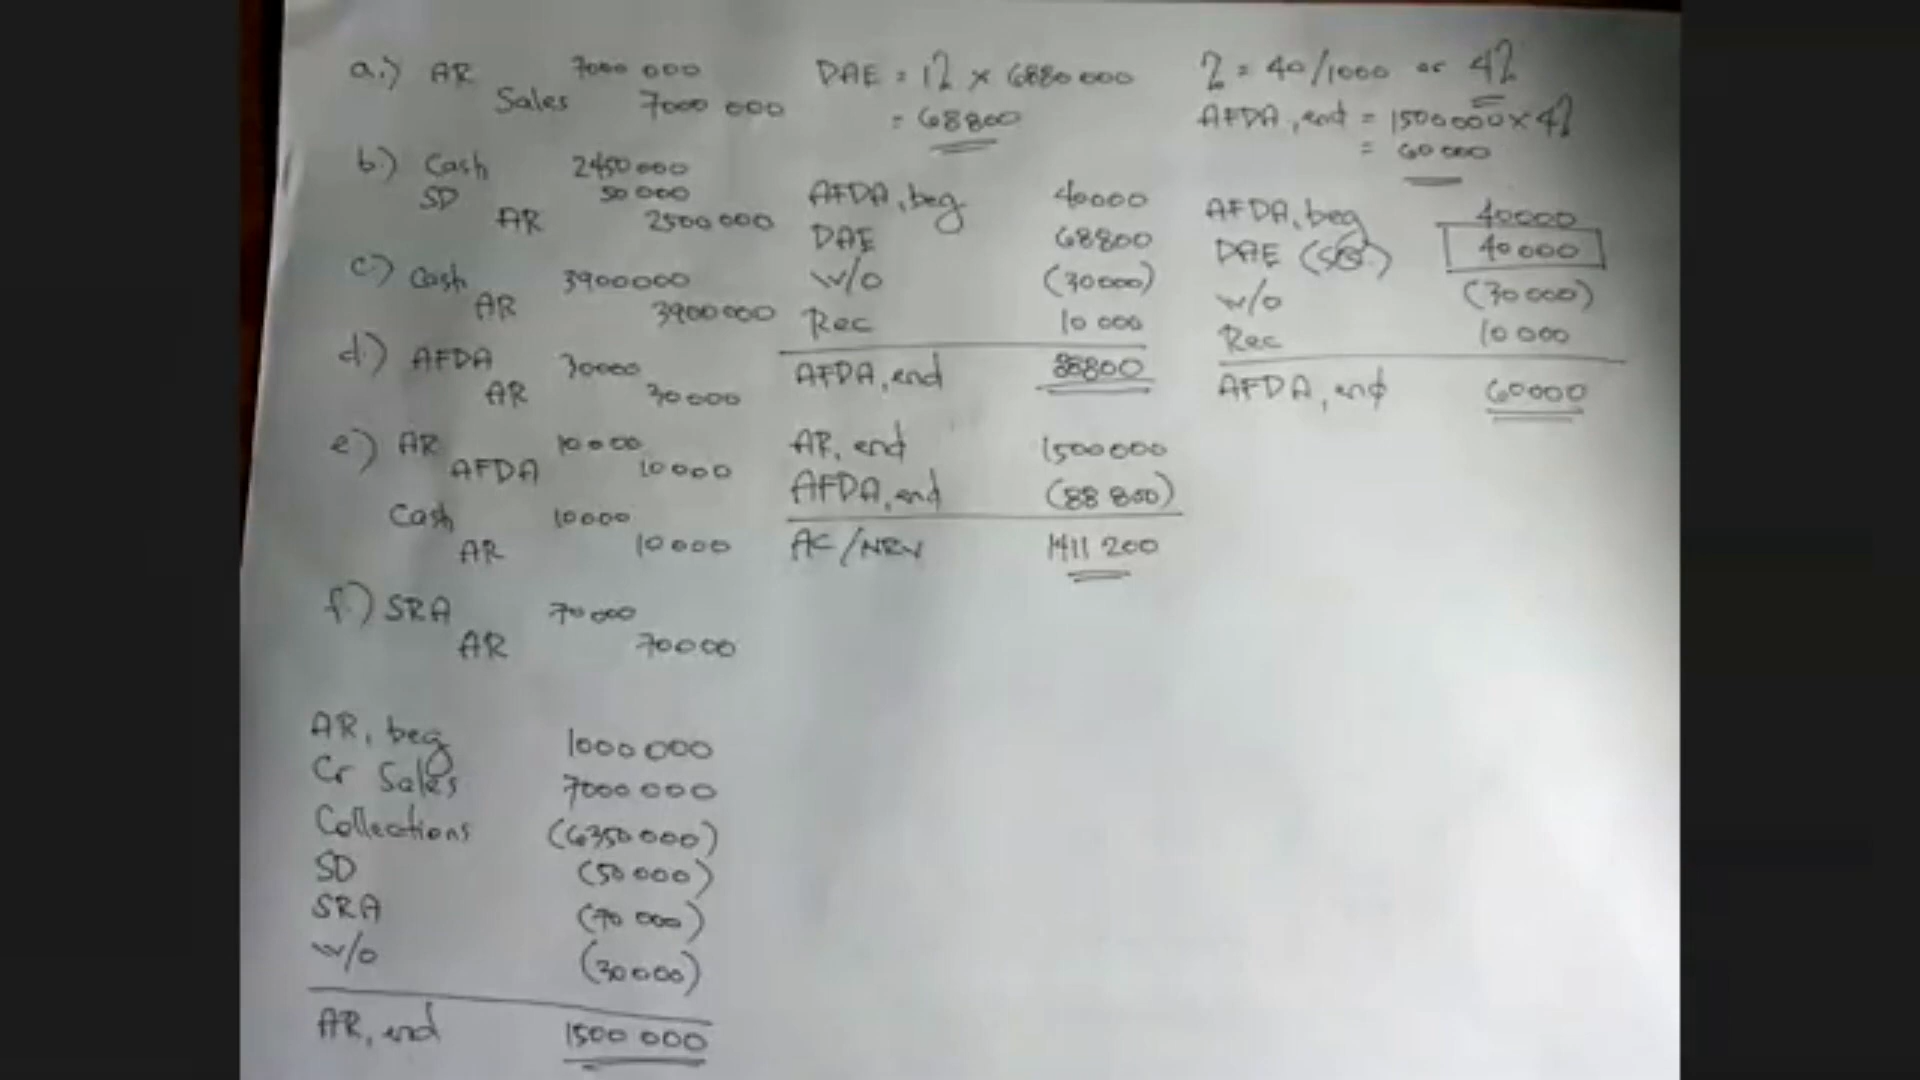 a.) AR 7000 000
Sales 7000 000
b.) Cash 2450 000
SD 50 000
AR 2500 000
c.) Cash 3900000
AR 3900 000
d.) AFDA 30000
AR 30000
e.) AR 10000
AFDA 10000
Cash 10000
AR 10000
f.) SRA 70000
AR 70000
AR, beg 1000 000
Cr Sales 7000 000
Collections (6350 000)
SD (50 000)
SRA (70 000)
w/o (30000)
AR, end 1500 000
DAE = 1% x 6880 000
= 68800
AFDA, beg 40000
DAE 68800
w/o (30000)
Rec 10 000
AFDA, end 88800
AR, end 1500000
AFDA, end (88 800)
AC/NRV 1411 200
% = 40/1000 or 4%
AFDA, end = 1500000 x 4%
= 60 000
AFDA, beg 40000
DAE 40 000
w/o (30 000)
Rec 10 000
AFDA, end 60000